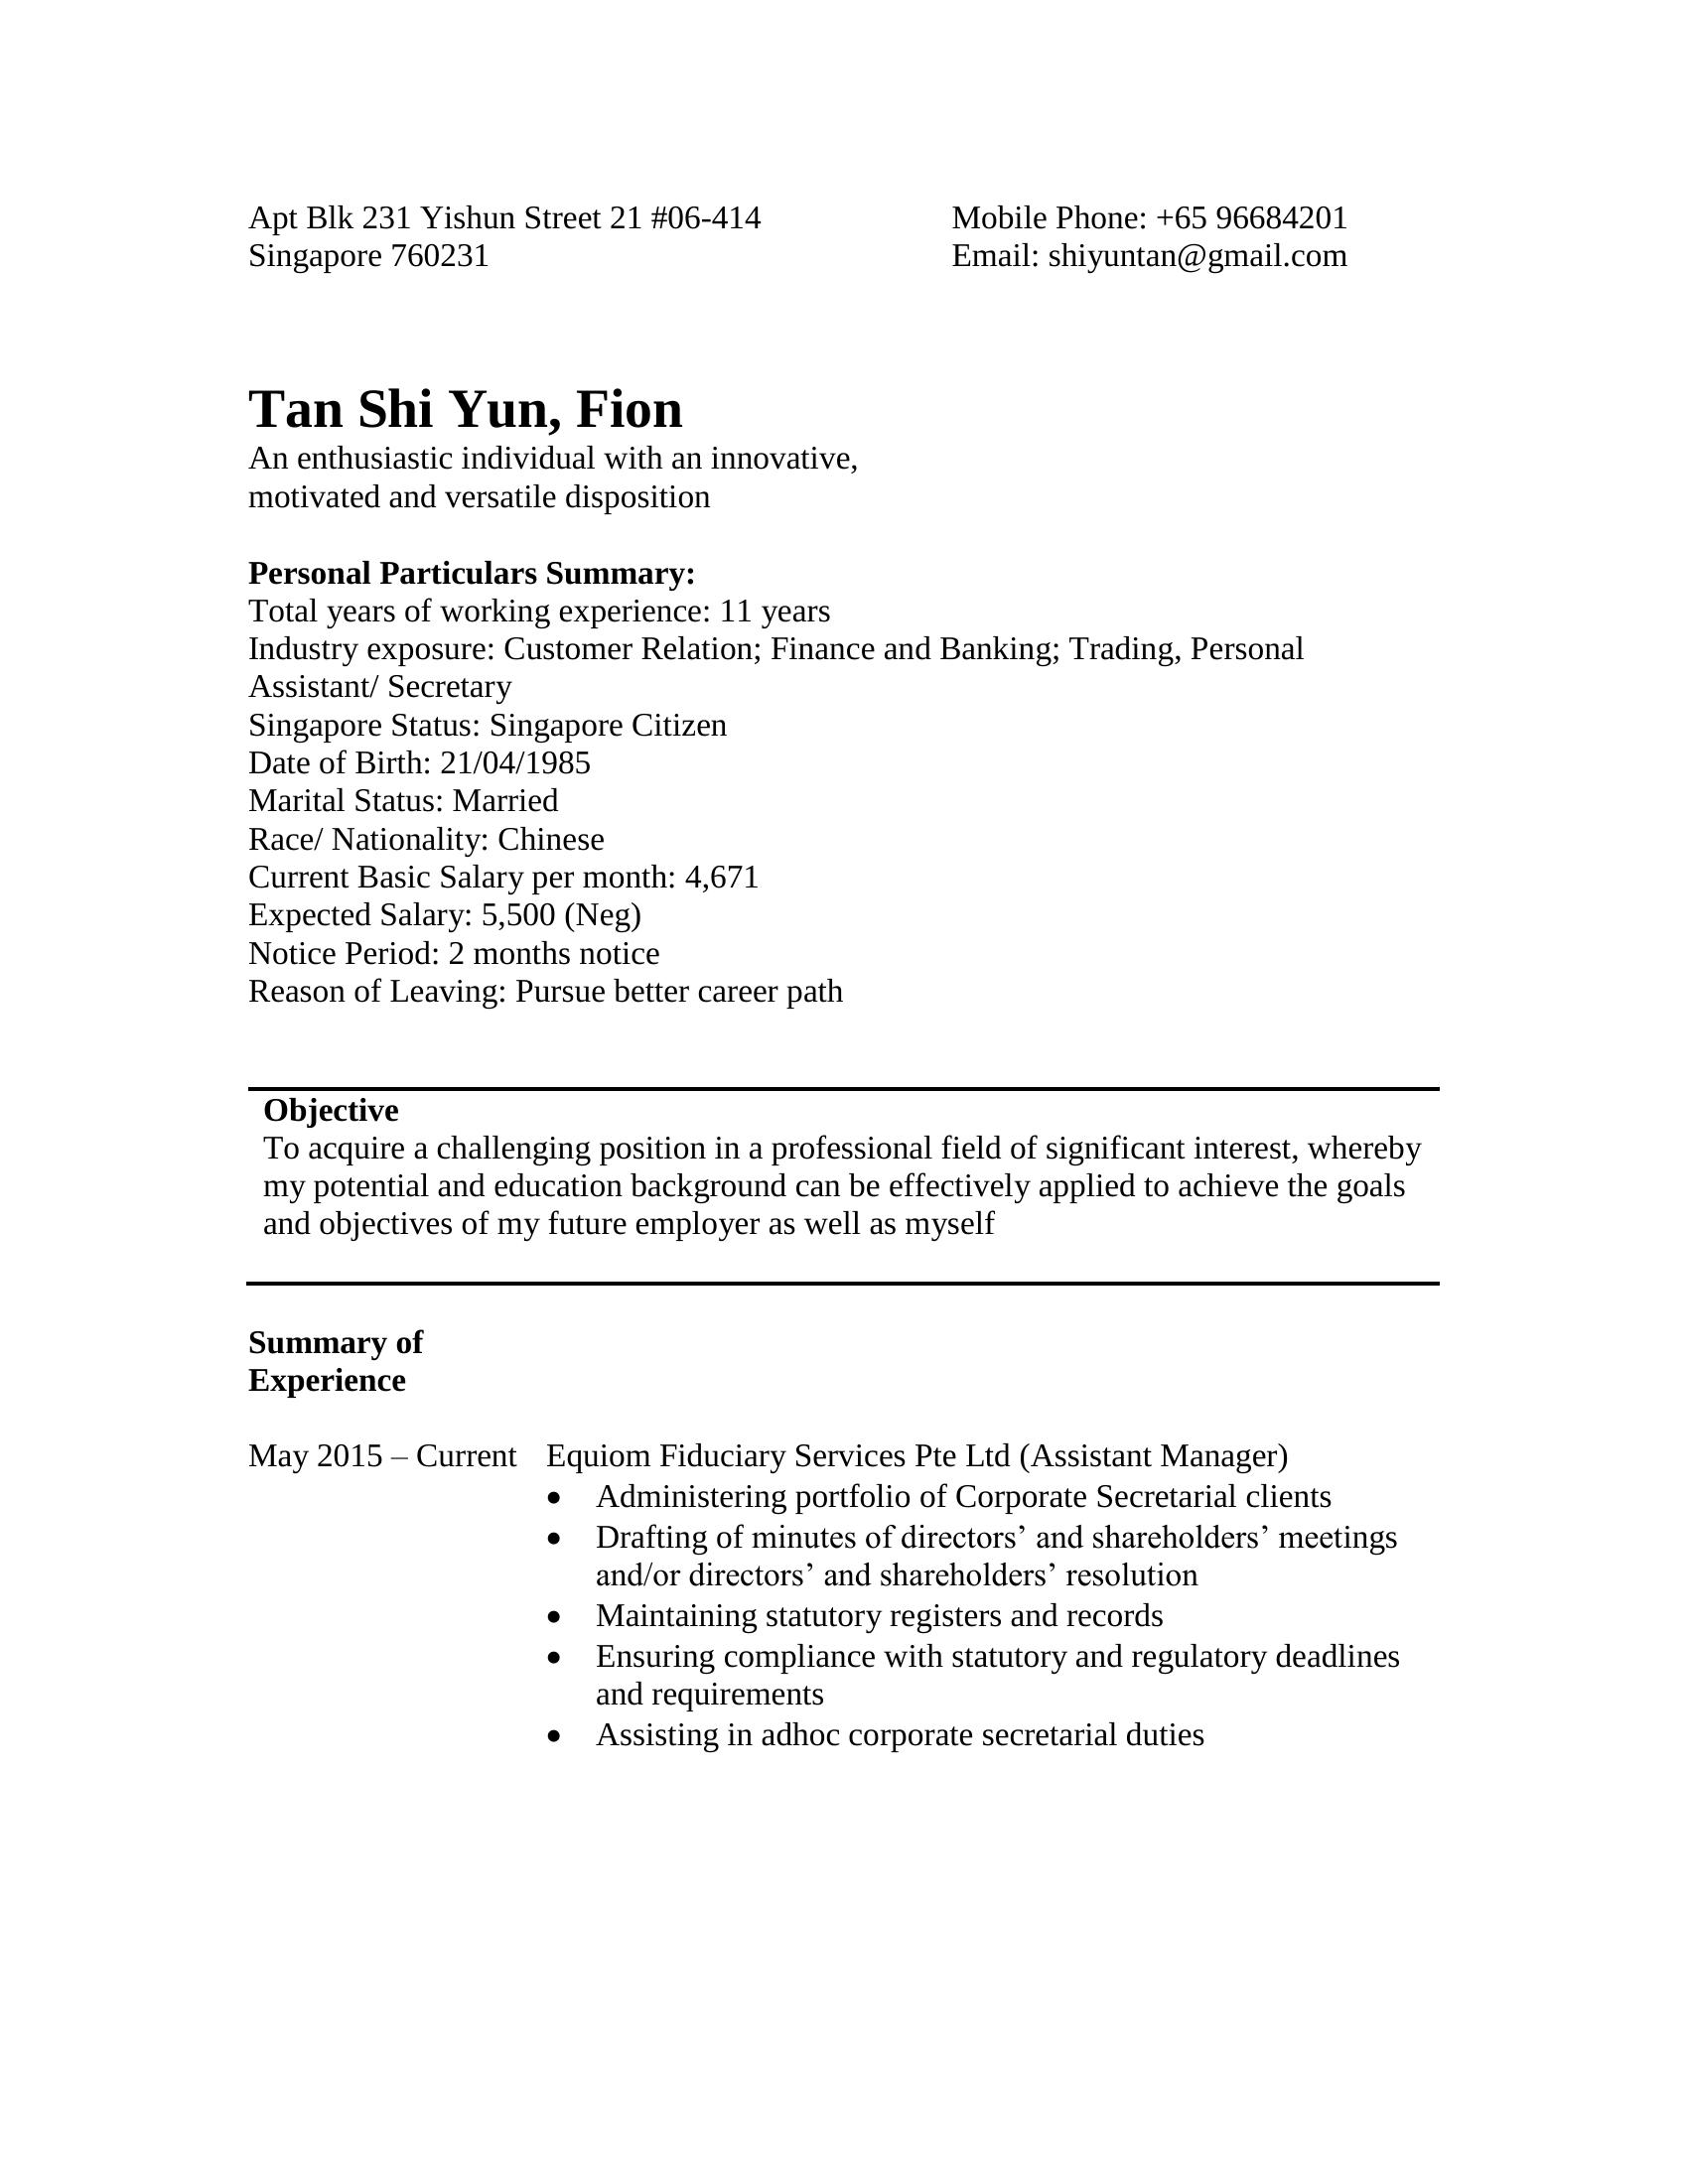 Apt Blk 231 Yishun Street 21 #06-414
Singapore 760231
Mobile Phone: +65 96684201
Email: shiyuntan@gmail.com
Tan Shi Yun, Fion
An enthusiastic individual with an innovative,
motivated and versatile disposition
Personal Particulars Summary:
Total years of working experience: 11 years
Industry exposure: Customer Relation; Finance and Banking; Trading, Personal
Assistant/ Secretary
Singapore Status: Singapore Citizen
Date of Birth: 21/04/1985
Marital Status: Married
Race/ Nationality: Chinese
Current Basic Salary per month: 4,671
Expected Salary: 5,500 (Neg)
Notice Period: 2 months notice
Reason of Leaving: Pursue better career path
Objective
To acquire a challenging position in a professional field of significant interest, whereby
my potential and education background can be effectively applied to achieve the goals
and objectives of my future employer as well as myself
Summary of
Experience
May 2015 – Current Equiom Fiduciary Services Pte Ltd (Assistant Manager)
• Administering portfolio of Corporate Secretarial clients
• Drafting of minutes of directors’ and shareholders’ meetings
and/or directors’ and shareholders’ resolution
• Maintaining statutory registers and records
• Ensuring compliance with statutory and regulatory deadlines
and requirements
• Assisting in adhoc corporate secretarial duties